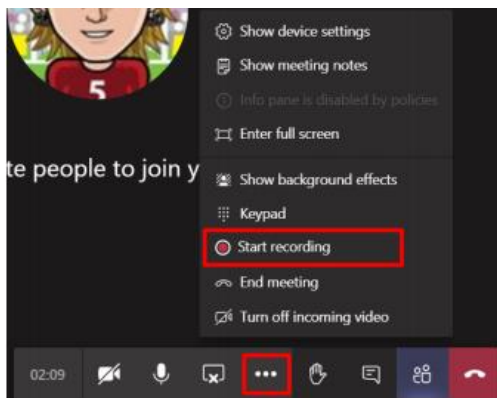 5
Show device settings
Show meeting notes
Info pane is disabled by policies
Enter full screen
te people to join y
Show background effects
Keypad
Start recording
End meeting
Turn off incoming video
02:09